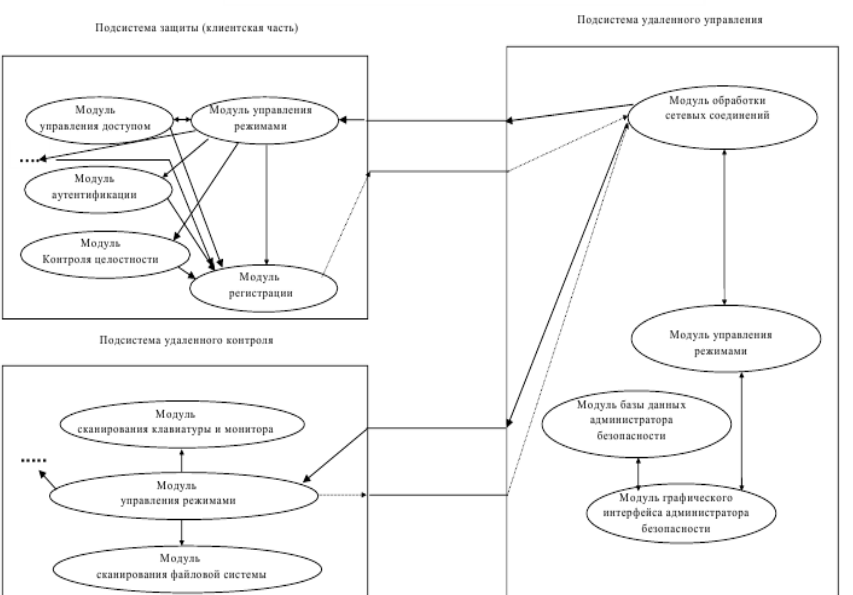 Подсистема защиты (клиентская часть)
Модуль
управления доступом
Модуль управления
режимами
.....
Модуль
аутентификации
Модуль
Контроля целостности
Модуль
регистрации
Подсистема удаленного контроля
Модуль
сканирования клавиатуры и монитора
.....
Модуль
управления режимами
Модуль
сканирования файловой системы
Подсистема удаленного управления
Модуль обработки
сетевых соединений
Модуль управления
режимами
Модуль базы данных
администратора
безопасности
Модуль графического
интерфейса администратора
безопасности